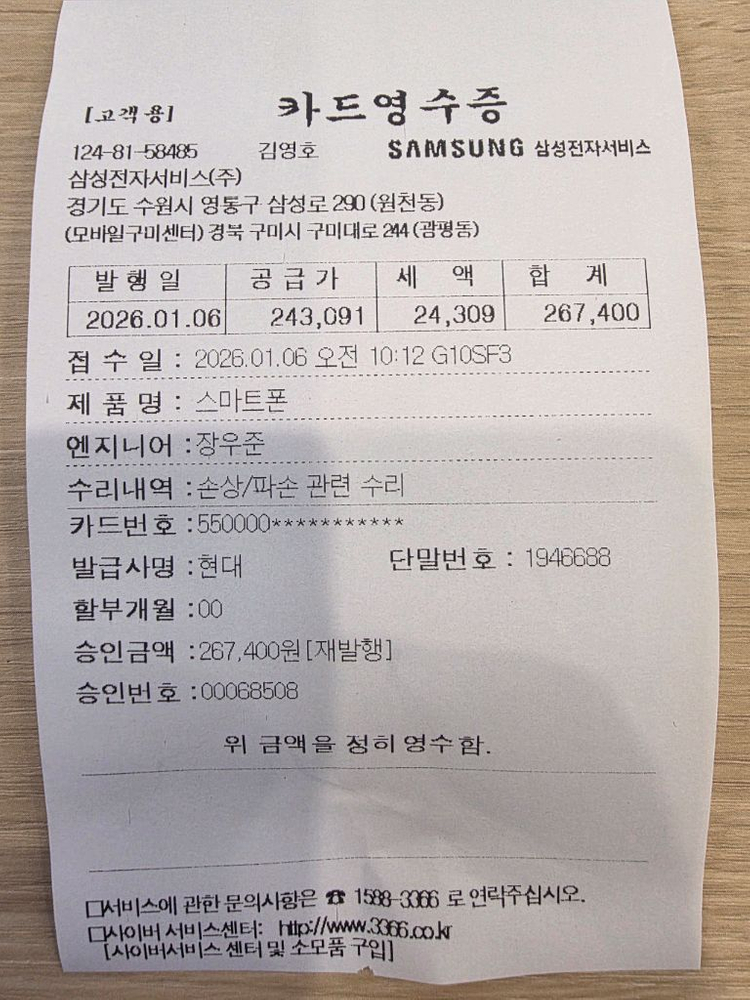 [고객용] 카드영수증
124-81-58485 김영호 SAMSUNG 삼성전자서비스
삼성전자서비스(주)
경기도 수원시 영통구 삼성로 290 (원천동)
(모바일구미센터) 경북 구미시 구미대로 244 (광평동)
발행일 공급가 세액 합계
2026.01.06 243,091 24,309 267,400
접수일 : 2026.01.06 오전 10:12 G10SF3
제품명 : 스마트폰
엔지니어 : 장우준
수리내역 : 손상/파손 관련 수리
카드번호 : 550000***********
발급사명 : 현대 단말번호 : 1946688
할부개월 : 00
승인금액 : 267,400원[재발행]
승인번호 : 00068508
위 금액을 정히 영수함.
□서비스에 관한 문의사항은 ☎ 1588-3366 로 연락주십시오.
□사이버 서비스센터: http://www.3366.co.kr
[사이버서비스 센터 및 소모품 구입]